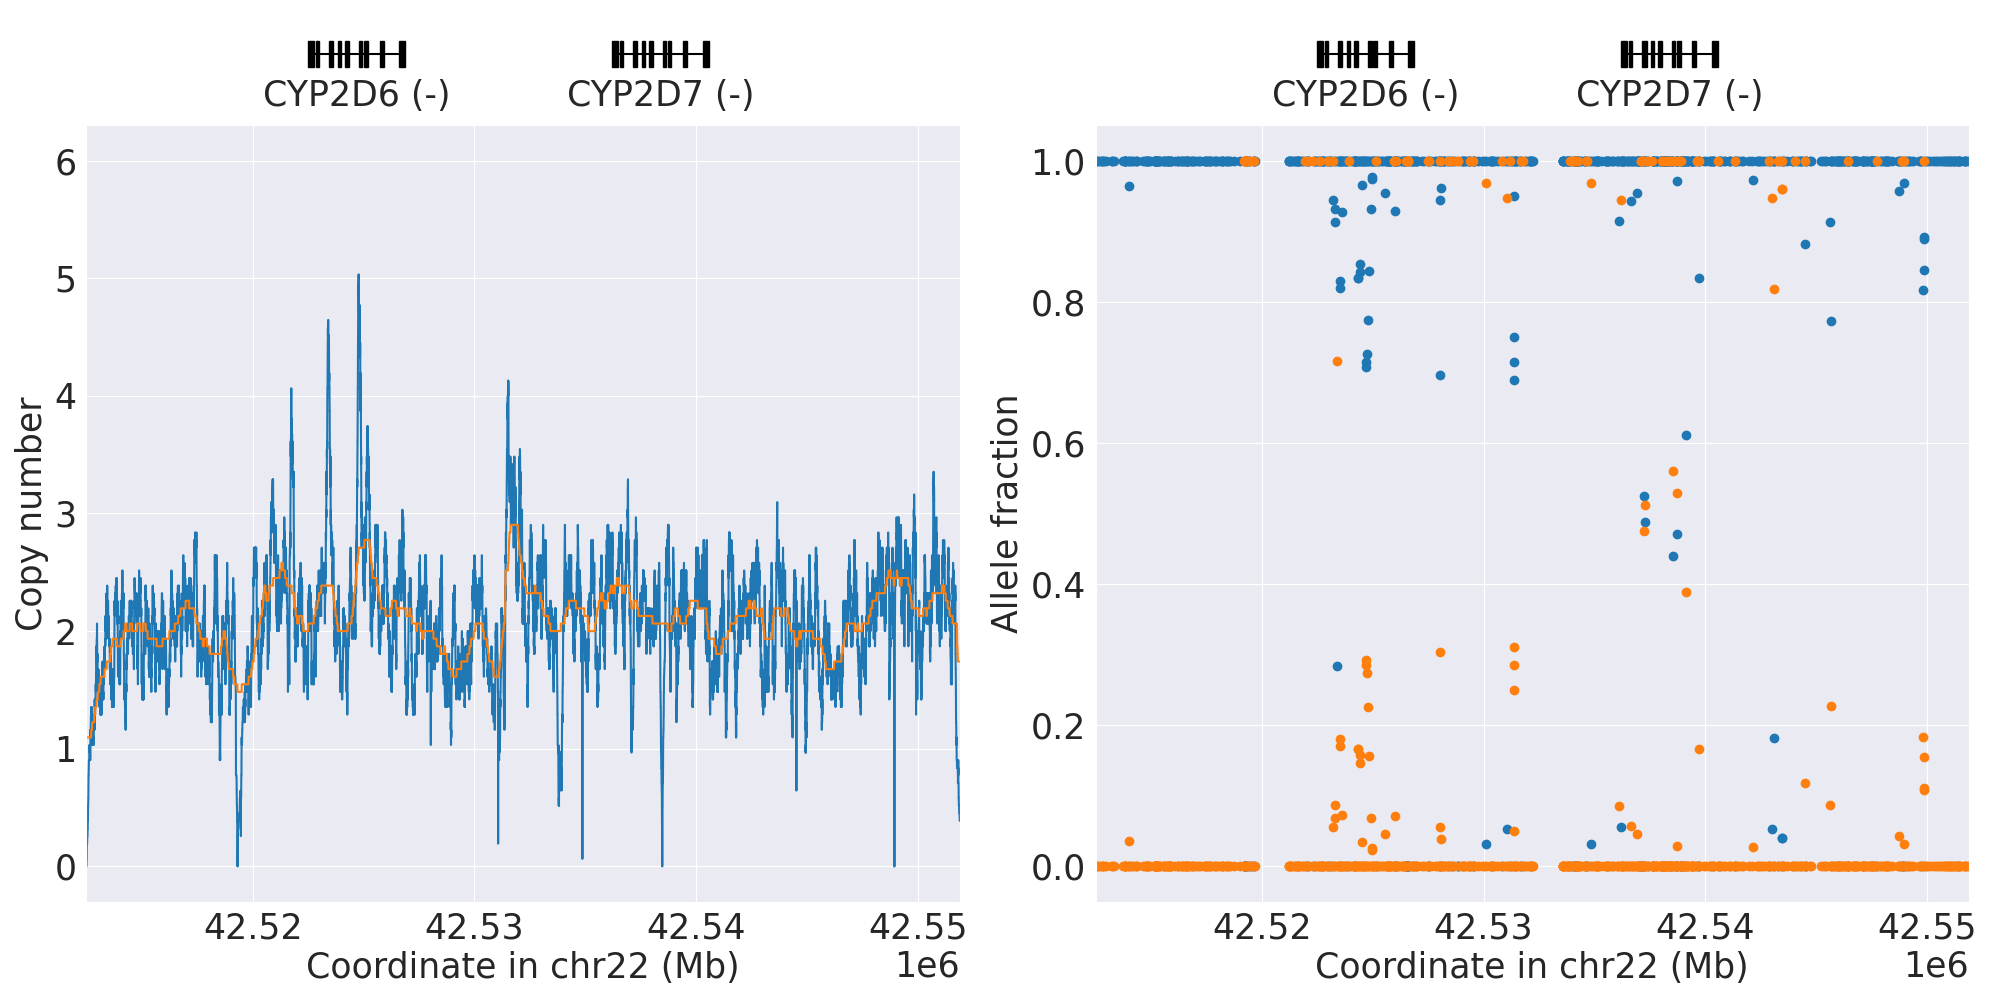 CYP2D6 (-) CYP2D7 (-)
6
5
4
3
2
1
0
Copy number
42.52 42.53 42.54 42.55
Coordinate in chr22 (Mb) 1e6
CYP2D6 (-) CYP2D7 (-)
1.0
0.8
0.6
0.4
0.2
0.0
Allele fraction
42.52 42.53 42.54 42.55
Coordinate in chr22 (Mb) 1e6